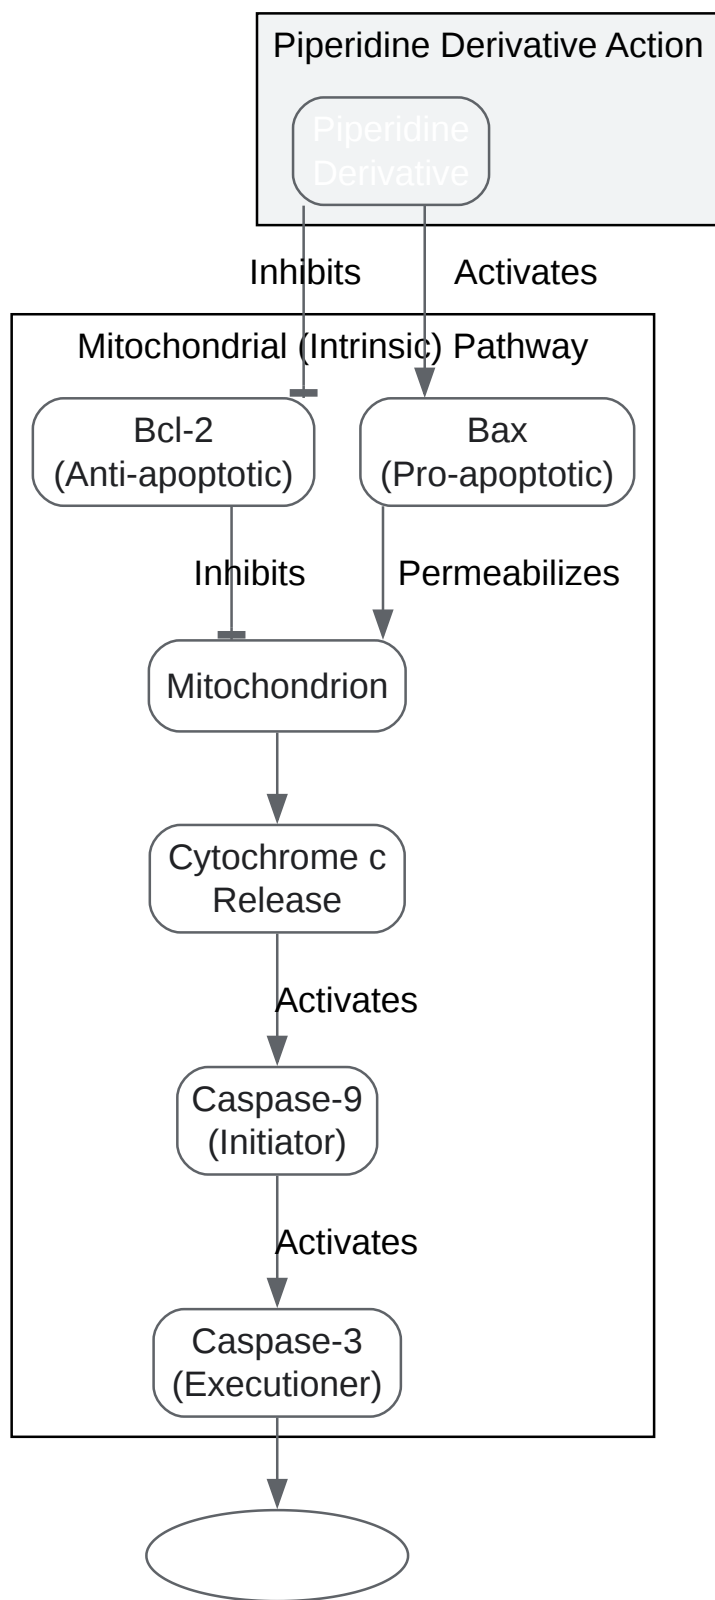 Piperidine Derivative Action
Piperidine
Derivative
Inhibits
Activates
Mitochondrial (Intrinsic) Pathway
Bcl-2
(Anti-apoptotic)
Bax
(Pro-apoptotic)
Inhibits
Permeabilizes
Mitochondrion
Cytochrome c
Release
Activates
Caspase-9
(Initiator)
Activates
Caspase-3
(Executioner)